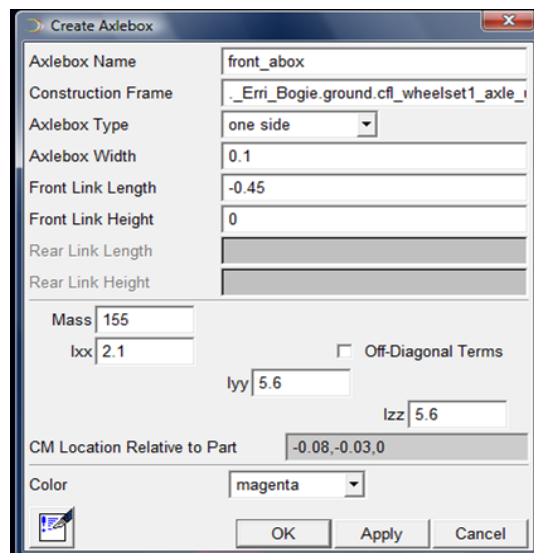 Create Axlebox
Axlebox Name front_abox
Construction Frame ._Erri_Bogie.ground.cfl_wheelset1_axle_
Axlebox Type one side
Axlebox Width 0.1
Front Link Length -0.45
Front Link Height 0
Rear Link Length
Rear Link Height
Mass 155
Ixx 2.1 Off-Diagonal Terms
Iyy 5.6
Izz 5.6
CM Location Relative to Part -0.08,-0.03,0
Color magenta
OK Apply Cancel